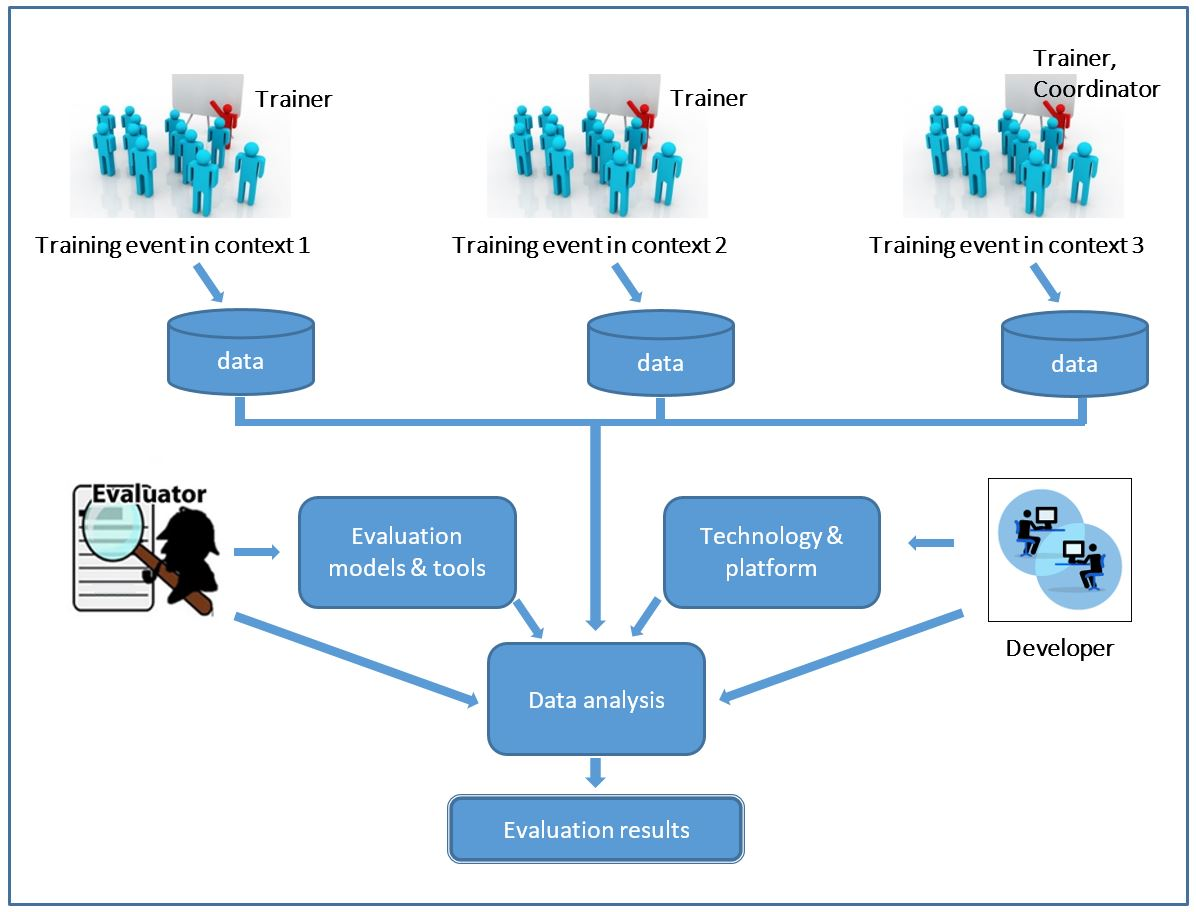 Trainer
Trainer
Trainer,
Coordinator
Training event in context 1
Training event in context 2
Training event in context 3
data
data
data
Evaluator
Evaluation
models & tools
Technology &
platform
Developer
Data analysis
Evaluation results